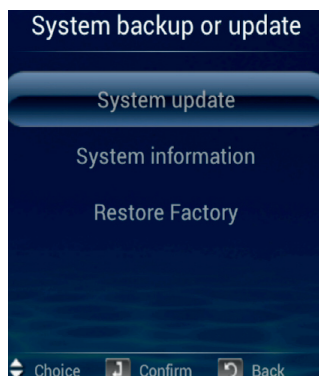 System backup or update
System update
System information
Restore Factory
Choice Confirm Back